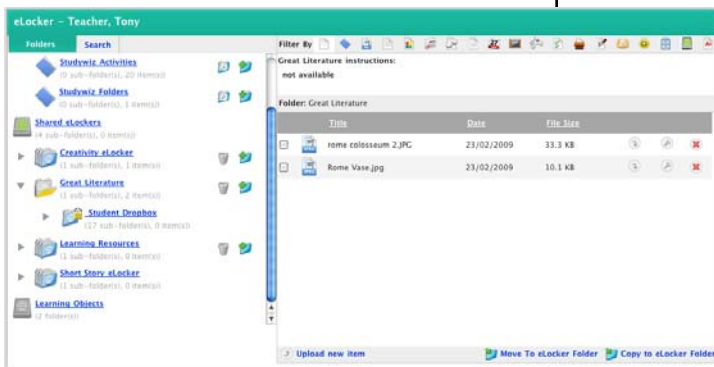 eLocker – Teacher, Tony
Folders Search
Studywiz Activities
(0 sub-folder(s), 20 item(s))
Studywiz Folders
(0 sub-folder(s), 1 item(s))
Shared eLockers
(4 sub-folder(s), 0 item(s))
Creativity eLocker
(1 sub-folder(s), 1 item(s))
Great Literature
(1 sub-folder(s), 2 item(s))
Student Dropbox
(17 sub-folder(s), 0 item(s))
Learning Resources
(1 sub-folder(s), 0 item(s))
Short Story eLocker
(1 sub-folder(s), 0 item(s))
Learning Objects
(2 folder(s))
Filter By
Great Literature instructions:
not available
Folder: Great Literature
Title Date File Size
rome colosseum 2.JPG 23/02/2009 33.3 KB
Rome Vase.jpg 23/02/2009 10.1 KB
Upload new item Move To eLocker Folder Copy to eLocker Folder